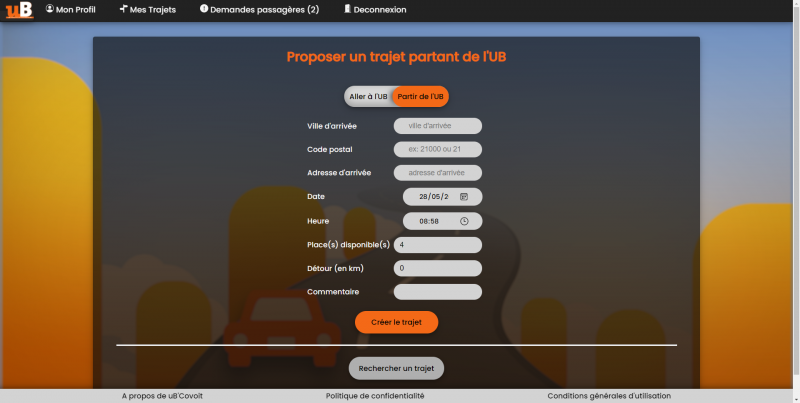 uB Mon Profil Mes Trajets Demandes passagères (2) Deconnexion
Proposer un trajet partant de l'UB
Aller à l'UB Partir de l'UB
Ville d'arrivée ville d'arrivée
Code postal ex: 21000 ou 21
Adresse d'arrivée adresse d'arrivée
Date 28/05/2
Heure 08:58
Place(s) disponible(s) 4
Détour (en km) 0
Commentaire
Créer le trajet
Rechercher un trajet
A propos de uB'Covoit Politique de confidentialité Conditions générales d'utilisation